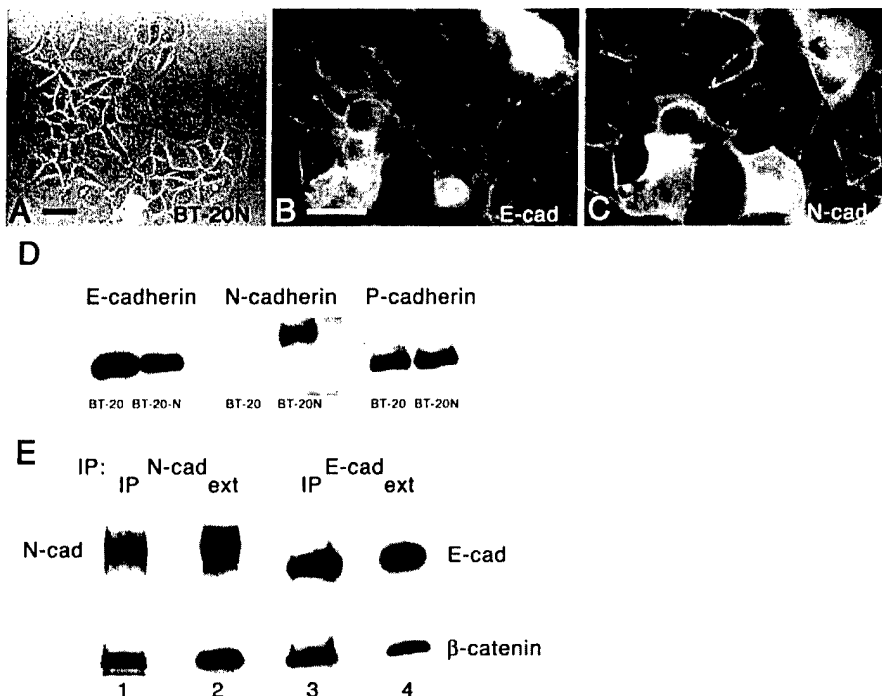 A BT-20N B E-cad C N-cad
D
E-cadherin N-cadherin P-cadherin
BT-20 BT-20-N BT-20 BT-20N BT-20 BT-20N
E
IP: N-cad E-cad
IP ext IP ext
N-cad E-cad
β-catenin
1 2 3 4